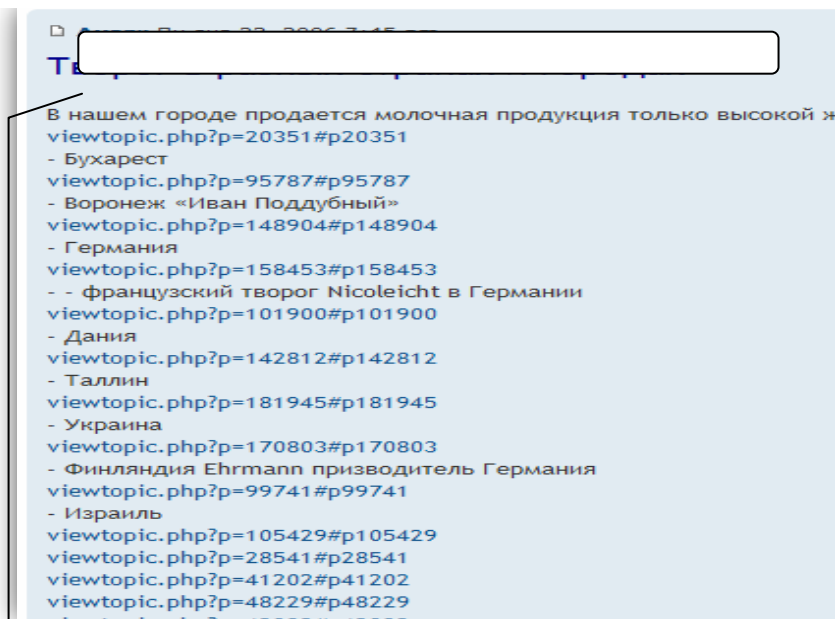 В нашем городе продается молочная продукция только высокой ж
viewtopic.php?p=20351#p20351
- Бухарест
viewtopic.php?p=95787#p95787
- Воронеж «Иван Поддубный»
viewtopic.php?p=148904#p148904
- Германия
viewtopic.php?p=158453#p158453
- - французский творог Nicoleicht в Германии
viewtopic.php?p=101900#p101900
- Дания
viewtopic.php?p=142812#p142812
- Таллин
viewtopic.php?p=181945#p181945
- Украина
viewtopic.php?p=170803#p170803
- Финляндия Ehrmann призводитель Германия
viewtopic.php?p=99741#p99741
- Израиль
viewtopic.php?p=105429#p105429
viewtopic.php?p=28541#p28541
viewtopic.php?p=41202#p41202
viewtopic.php?p=48229#p48229